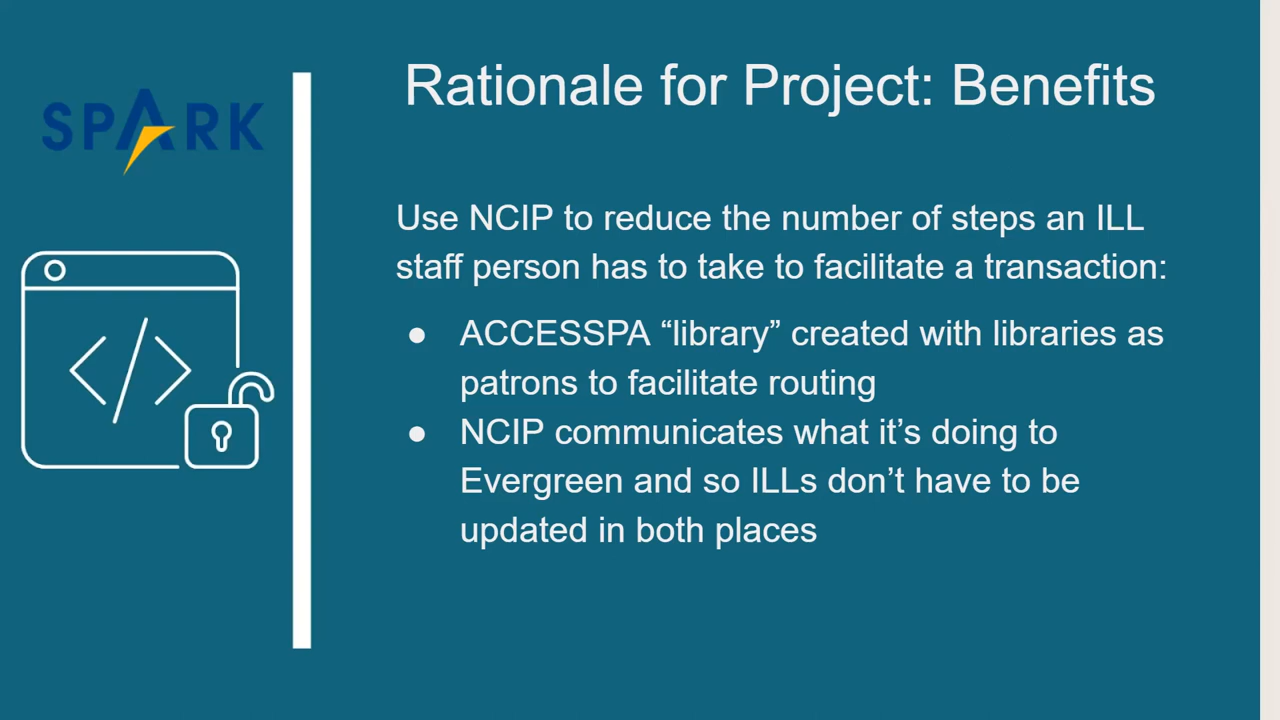 SPARK
Rationale for Project: Benefits
Use NCIP to reduce the number of steps an ILL
staff person has to take to facilitate a transaction:
● ACCESSPA “library” created with libraries as
patrons to facilitate routing
● NCIP communicates what it’s doing to
Evergreen and so ILLs don’t have to be
updated in both places